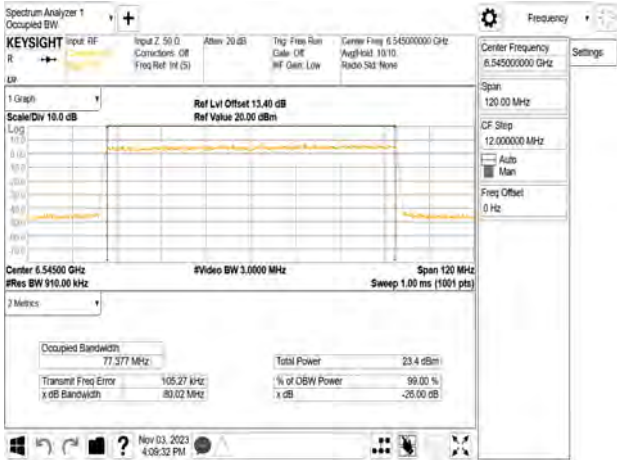 Spectrum Analyzer 1
Occupied BW
Frequency
KEYSIGHT Input: RF
R
Input Z: 50 Ω
Corrections: Off
Freq Ref: Int (S)
Atten: 20 dB
Trig: Free Run
Gate: Off
#IF Gain: Low
Center Freq: 6.545000000 GHz
Avg|Hold: 10/10
Radio Std: None
Center Frequency
6.545000000 GHz
Settings
Span
120.00 MHz
CF Step
12.000000 MHz
Auto
Man
Freq Offset
0 Hz
1 Graph
Scale/Div 10.0 dB
Ref Lvl Offset 13.40 dB
Ref Value 20.00 dBm
Log
10.0
0.00
Center 6.54500 GHz
#Res BW 910.00 kHz
#Video BW 3.0000 MHz
Span 120 MHz
Sweep 1.00 ms (1001 pts)
2 Metrics
Occupied Bandwidth
77.377 MHz
Total Power
23.4 dBm
Transmit Freq Error
105.27 kHz
% of OBW Power
99.00 %
x dB Bandwidth
80.02 MHz
x dB
-26.00 dB
Nov 03, 2023
4:09:32 PM